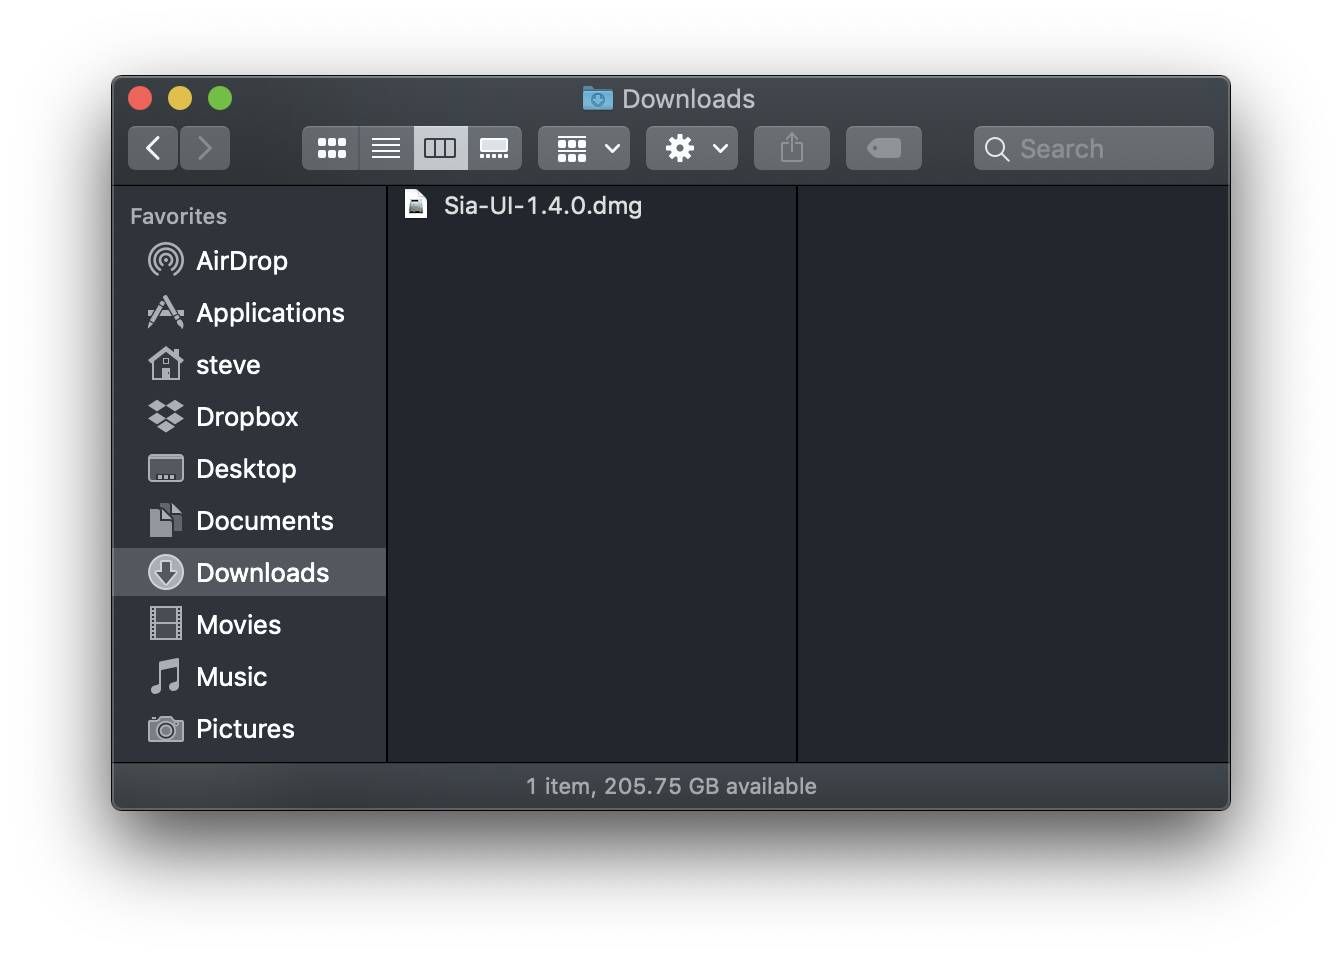 Downloads
Search
Favorites
AirDrop
Applications
steve
Dropbox
Desktop
Documents
Downloads
Movies
Music
Pictures
Sia-UI-1.4.0.dmg
1 item, 205.75 GB available